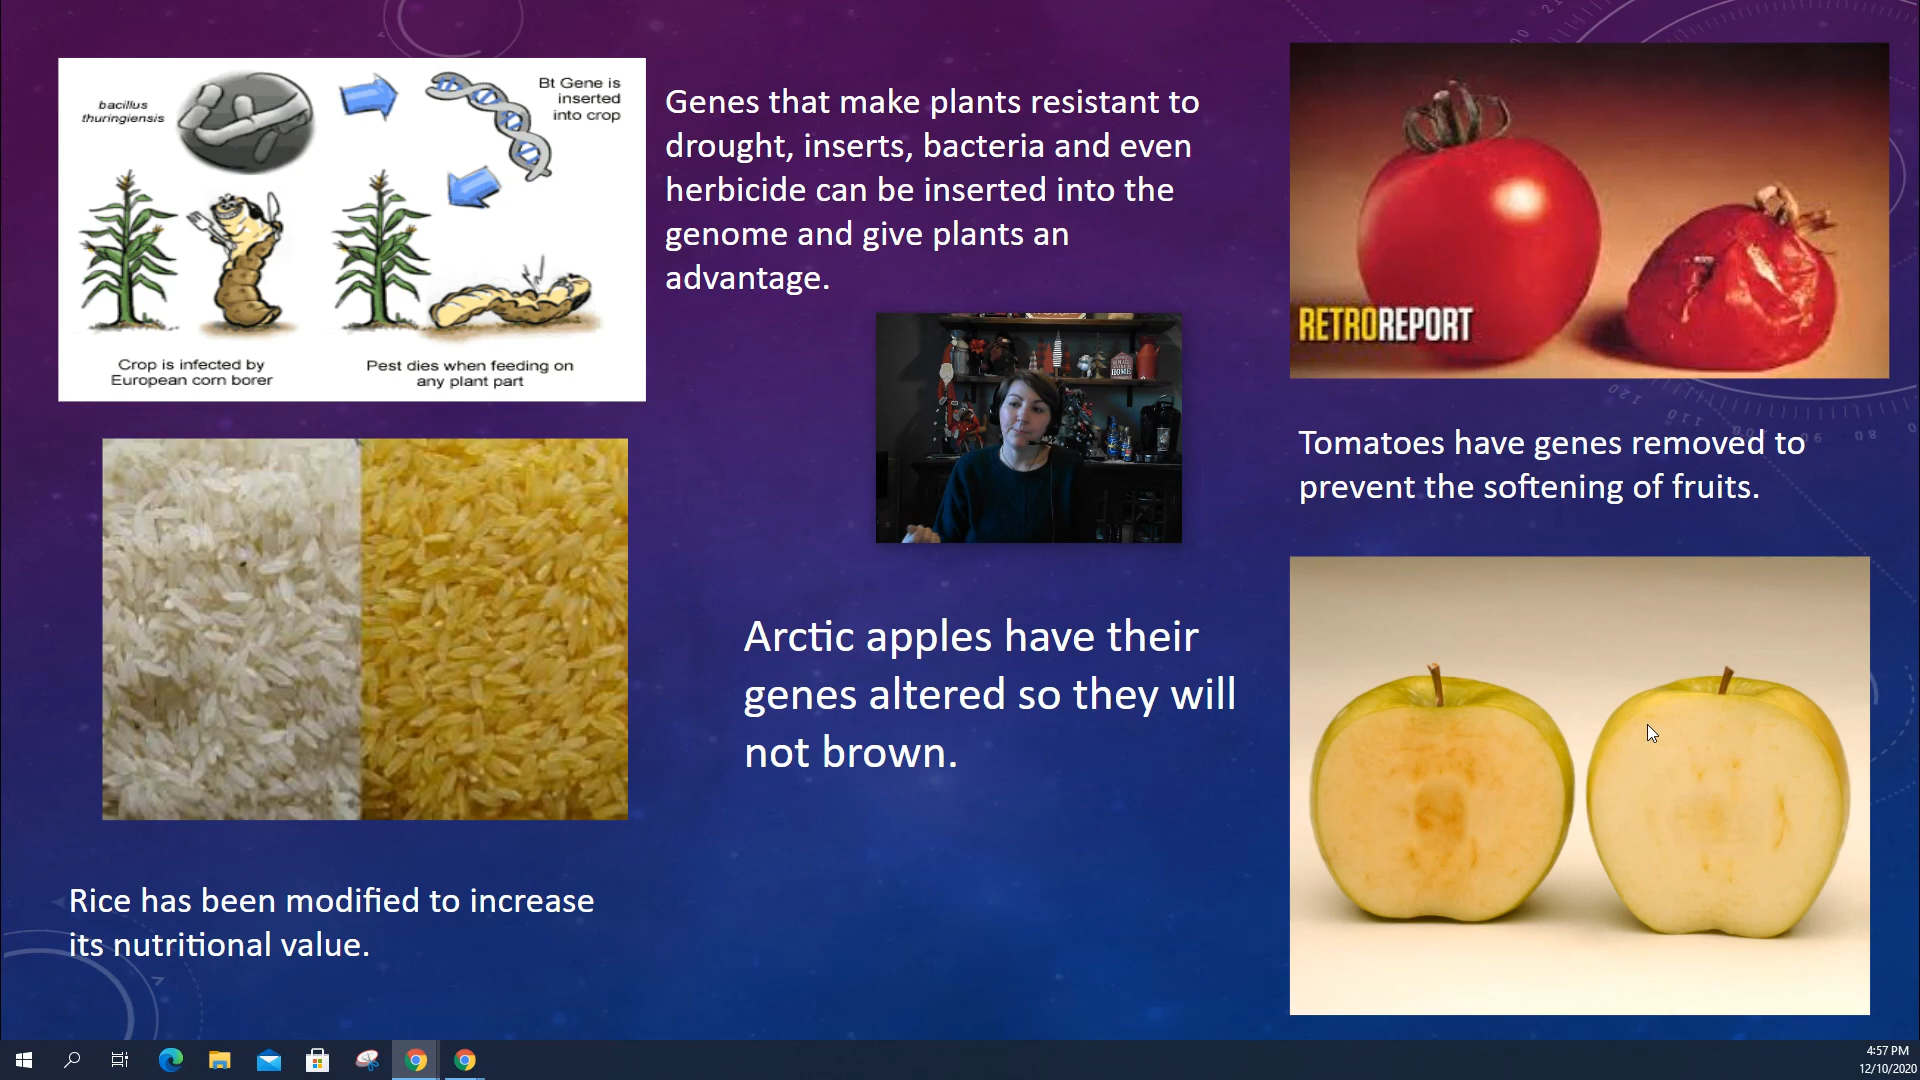 bacillus
thuringiensis
Bt Gene is
inserted
into crop
Crop is infected by
European corn borer
Pest dies when feeding on
any plant part
Genes that make plants resistant to
drought, inserts, bacteria and even
herbicide can be inserted into the
genome and give plants an
advantage.
RETROREPORT
Tomatoes have genes removed to
prevent the softening of fruits.
Arctic apples have their
genes altered so they will
not brown.
Rice has been modified to increase
its nutritional value.
4:57 PM
12/10/2020